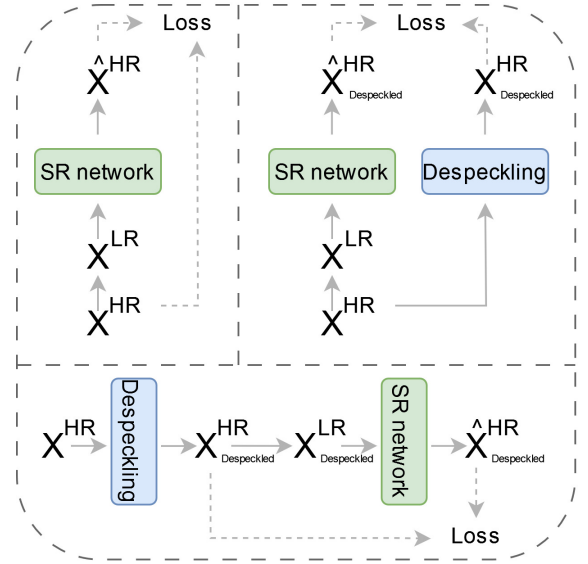 Loss
X̂^HR
SR network
X^LR
X^HR
Loss
X̂^HR Despeckled
X^HR Despeckled
SR network
Despeckling
X^LR
X^HR
X^HR
Despeckling
X^HR Despeckled
X^LR Despeckled
SR network
X̂^HR Despeckled
Loss